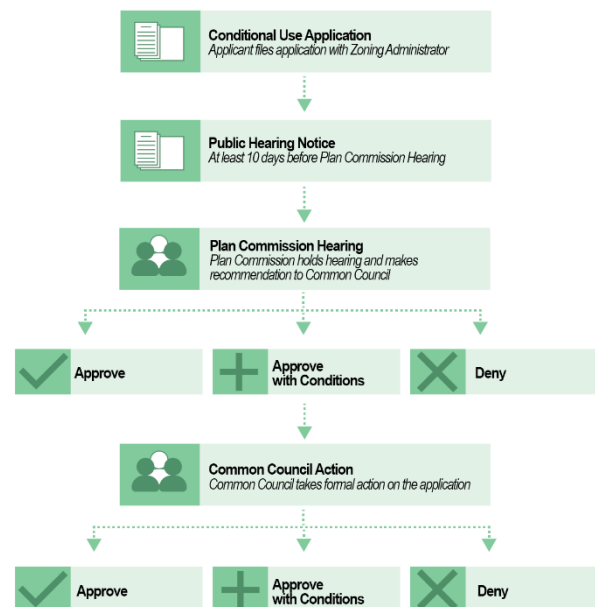 Conditional Use Application
Applicant files application with Zoning Administrator
Public Hearing Notice
At least 10 days before Plan Commission Hearing
Plan Commission Hearing
Plan Commission holds hearing and makes
recommendation to Common Council
Approve
Approve
with Conditions
Deny
Common Council Action
Common Council takes formal action on the application
Approve
Approve
with Conditions
Deny